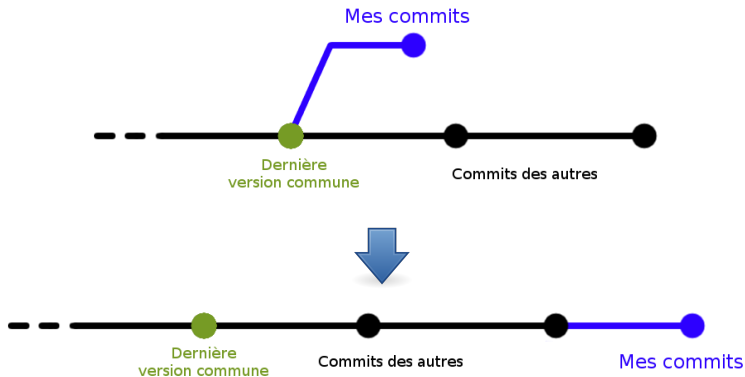 Mes commits
Dernière
version commune
Commits des autres
Dernière
version commune
Commits des autres
Mes commits